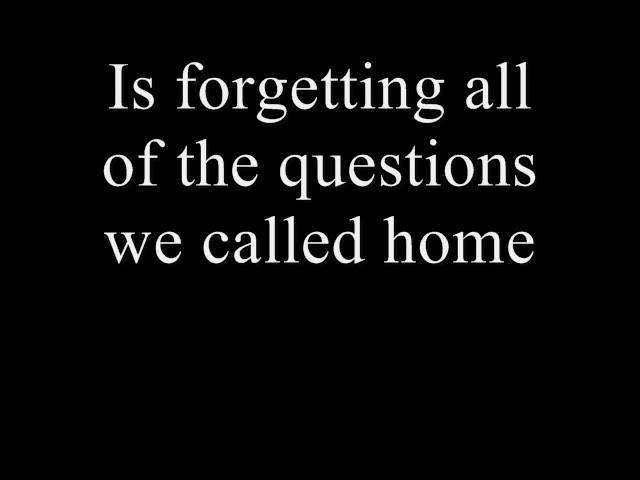 Is forgetting all
of the questions
we called home